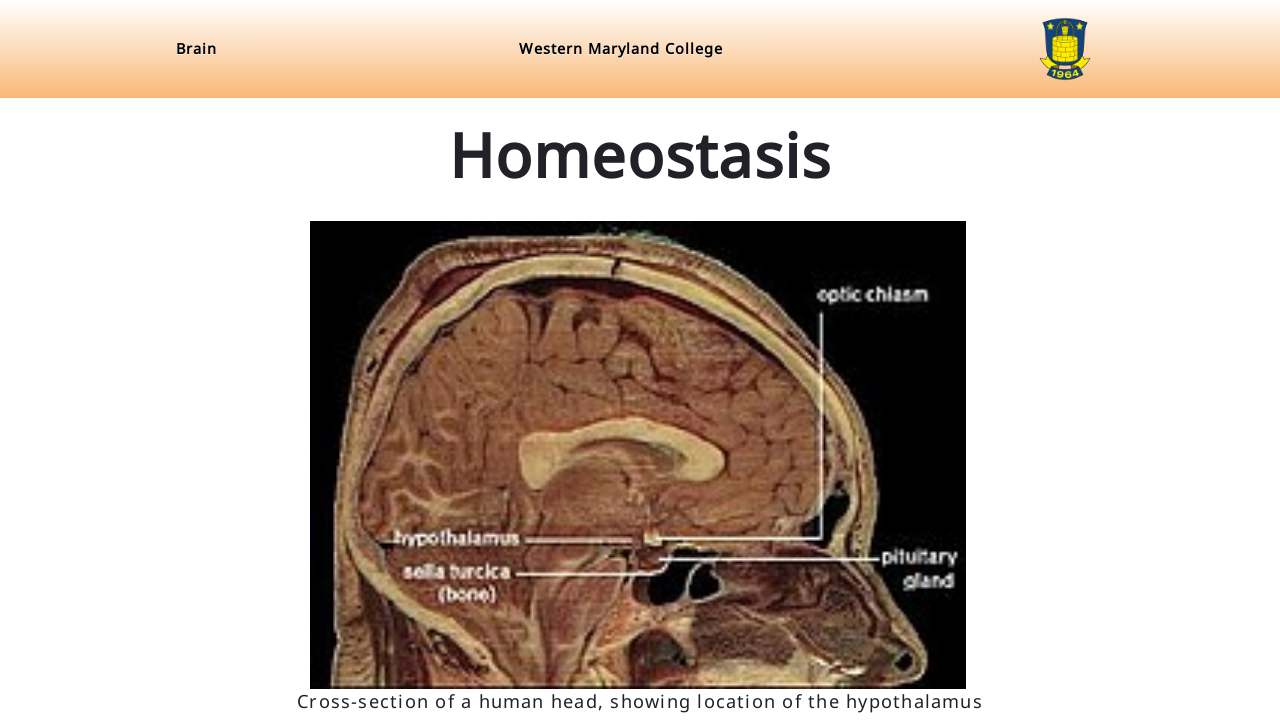 Brain
Western Maryland College
1964
Homeostasis
optic chiasm
hypothalamus
pituitary
gland
sella turcica
(bone)
Cross-section of a human head, showing location of the hypothalamus